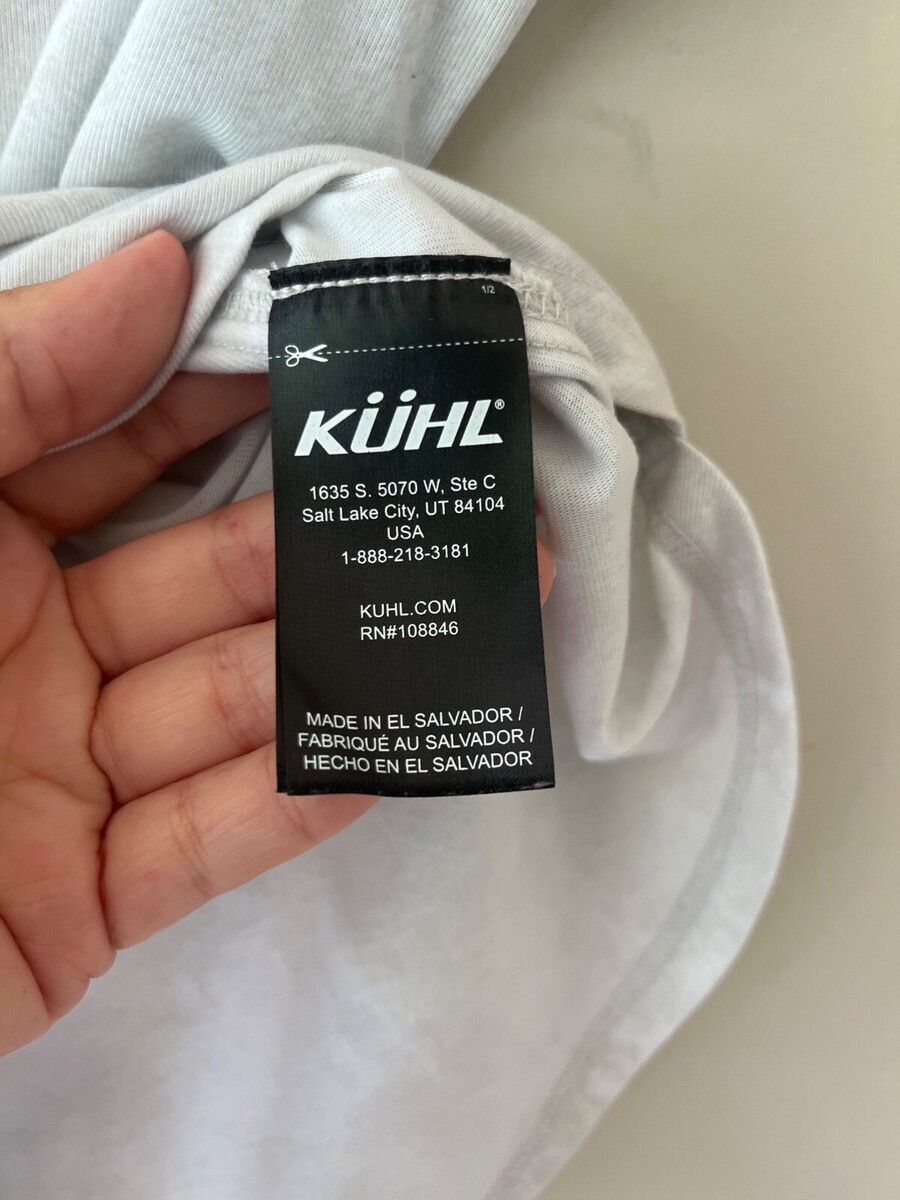 1/2
KÜHL®
1635 S. 5070 W, Ste C
Salt Lake City, UT 84104
USA
1-888-218-3181
KUHL.COM
RN#108846
MADE IN EL SALVADOR /
FABRIQUÉ AU SALVADOR /
HECHO EN EL SALVADOR